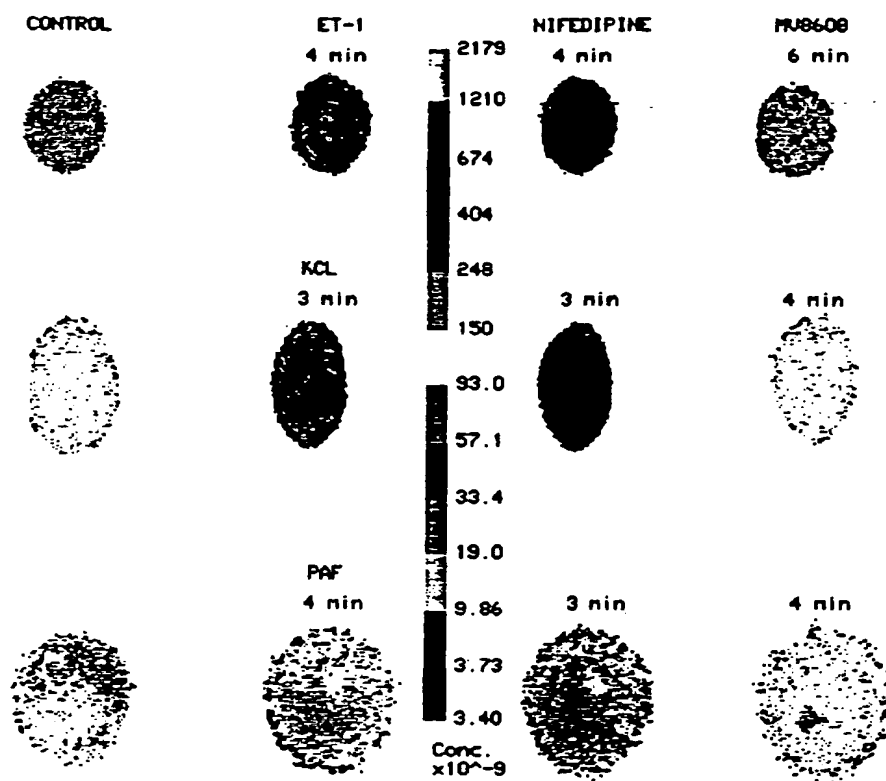 CONTROL ET-1 NIFEDIPINE MV8608
4 min 4 min 6 min
2179
1210
674
404
248
150
KCL
3 min 3 min 4 min
93.0
57.1
33.4
19.0
9.86
3.73
3.40
PAF
4 min 3 min 4 min
Conc.
x10^-9